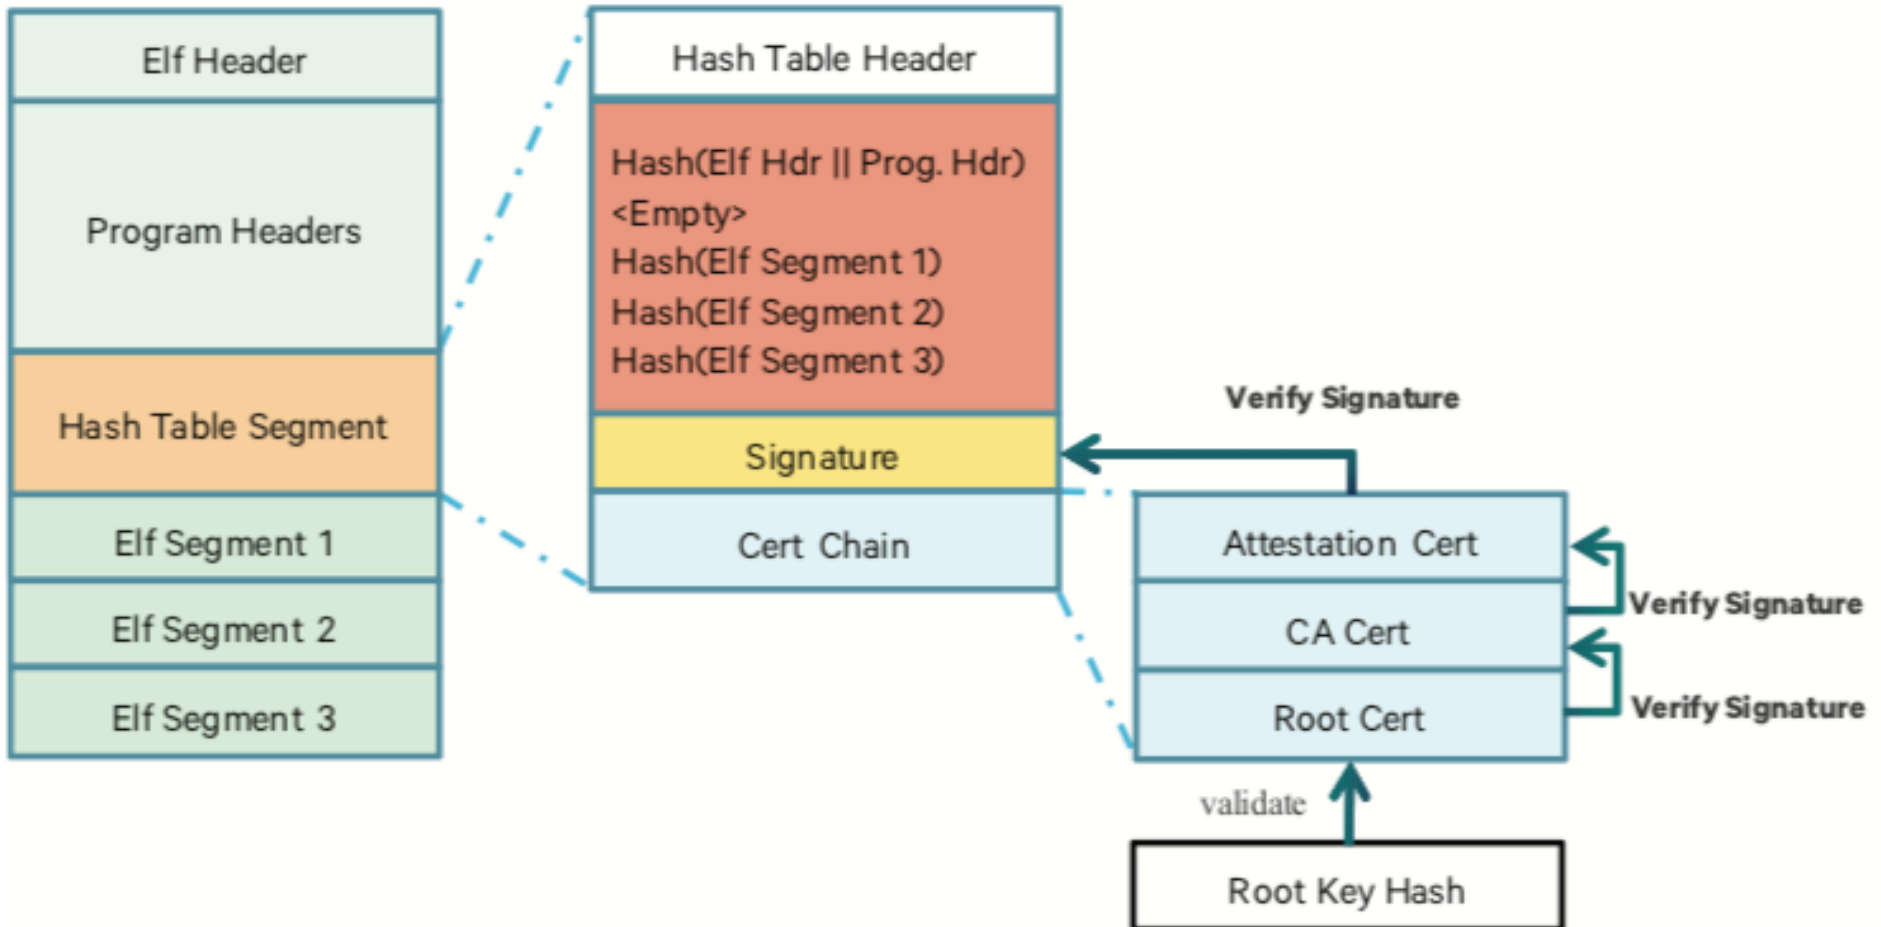 Elf Header
Program Headers
Hash Table Segment
Elf Segment 1
Elf Segment 2
Elf Segment 3
Hash Table Header
Hash(Elf Hdr || Prog. Hdr)
<Empty>
Hash(Elf Segment 1)
Hash(Elf Segment 2)
Hash(Elf Segment 3)
Signature
Cert Chain
Verify Signature
Attestation Cert
CA Cert
Root Cert
Verify Signature
Verify Signature
validate
Root Key Hash